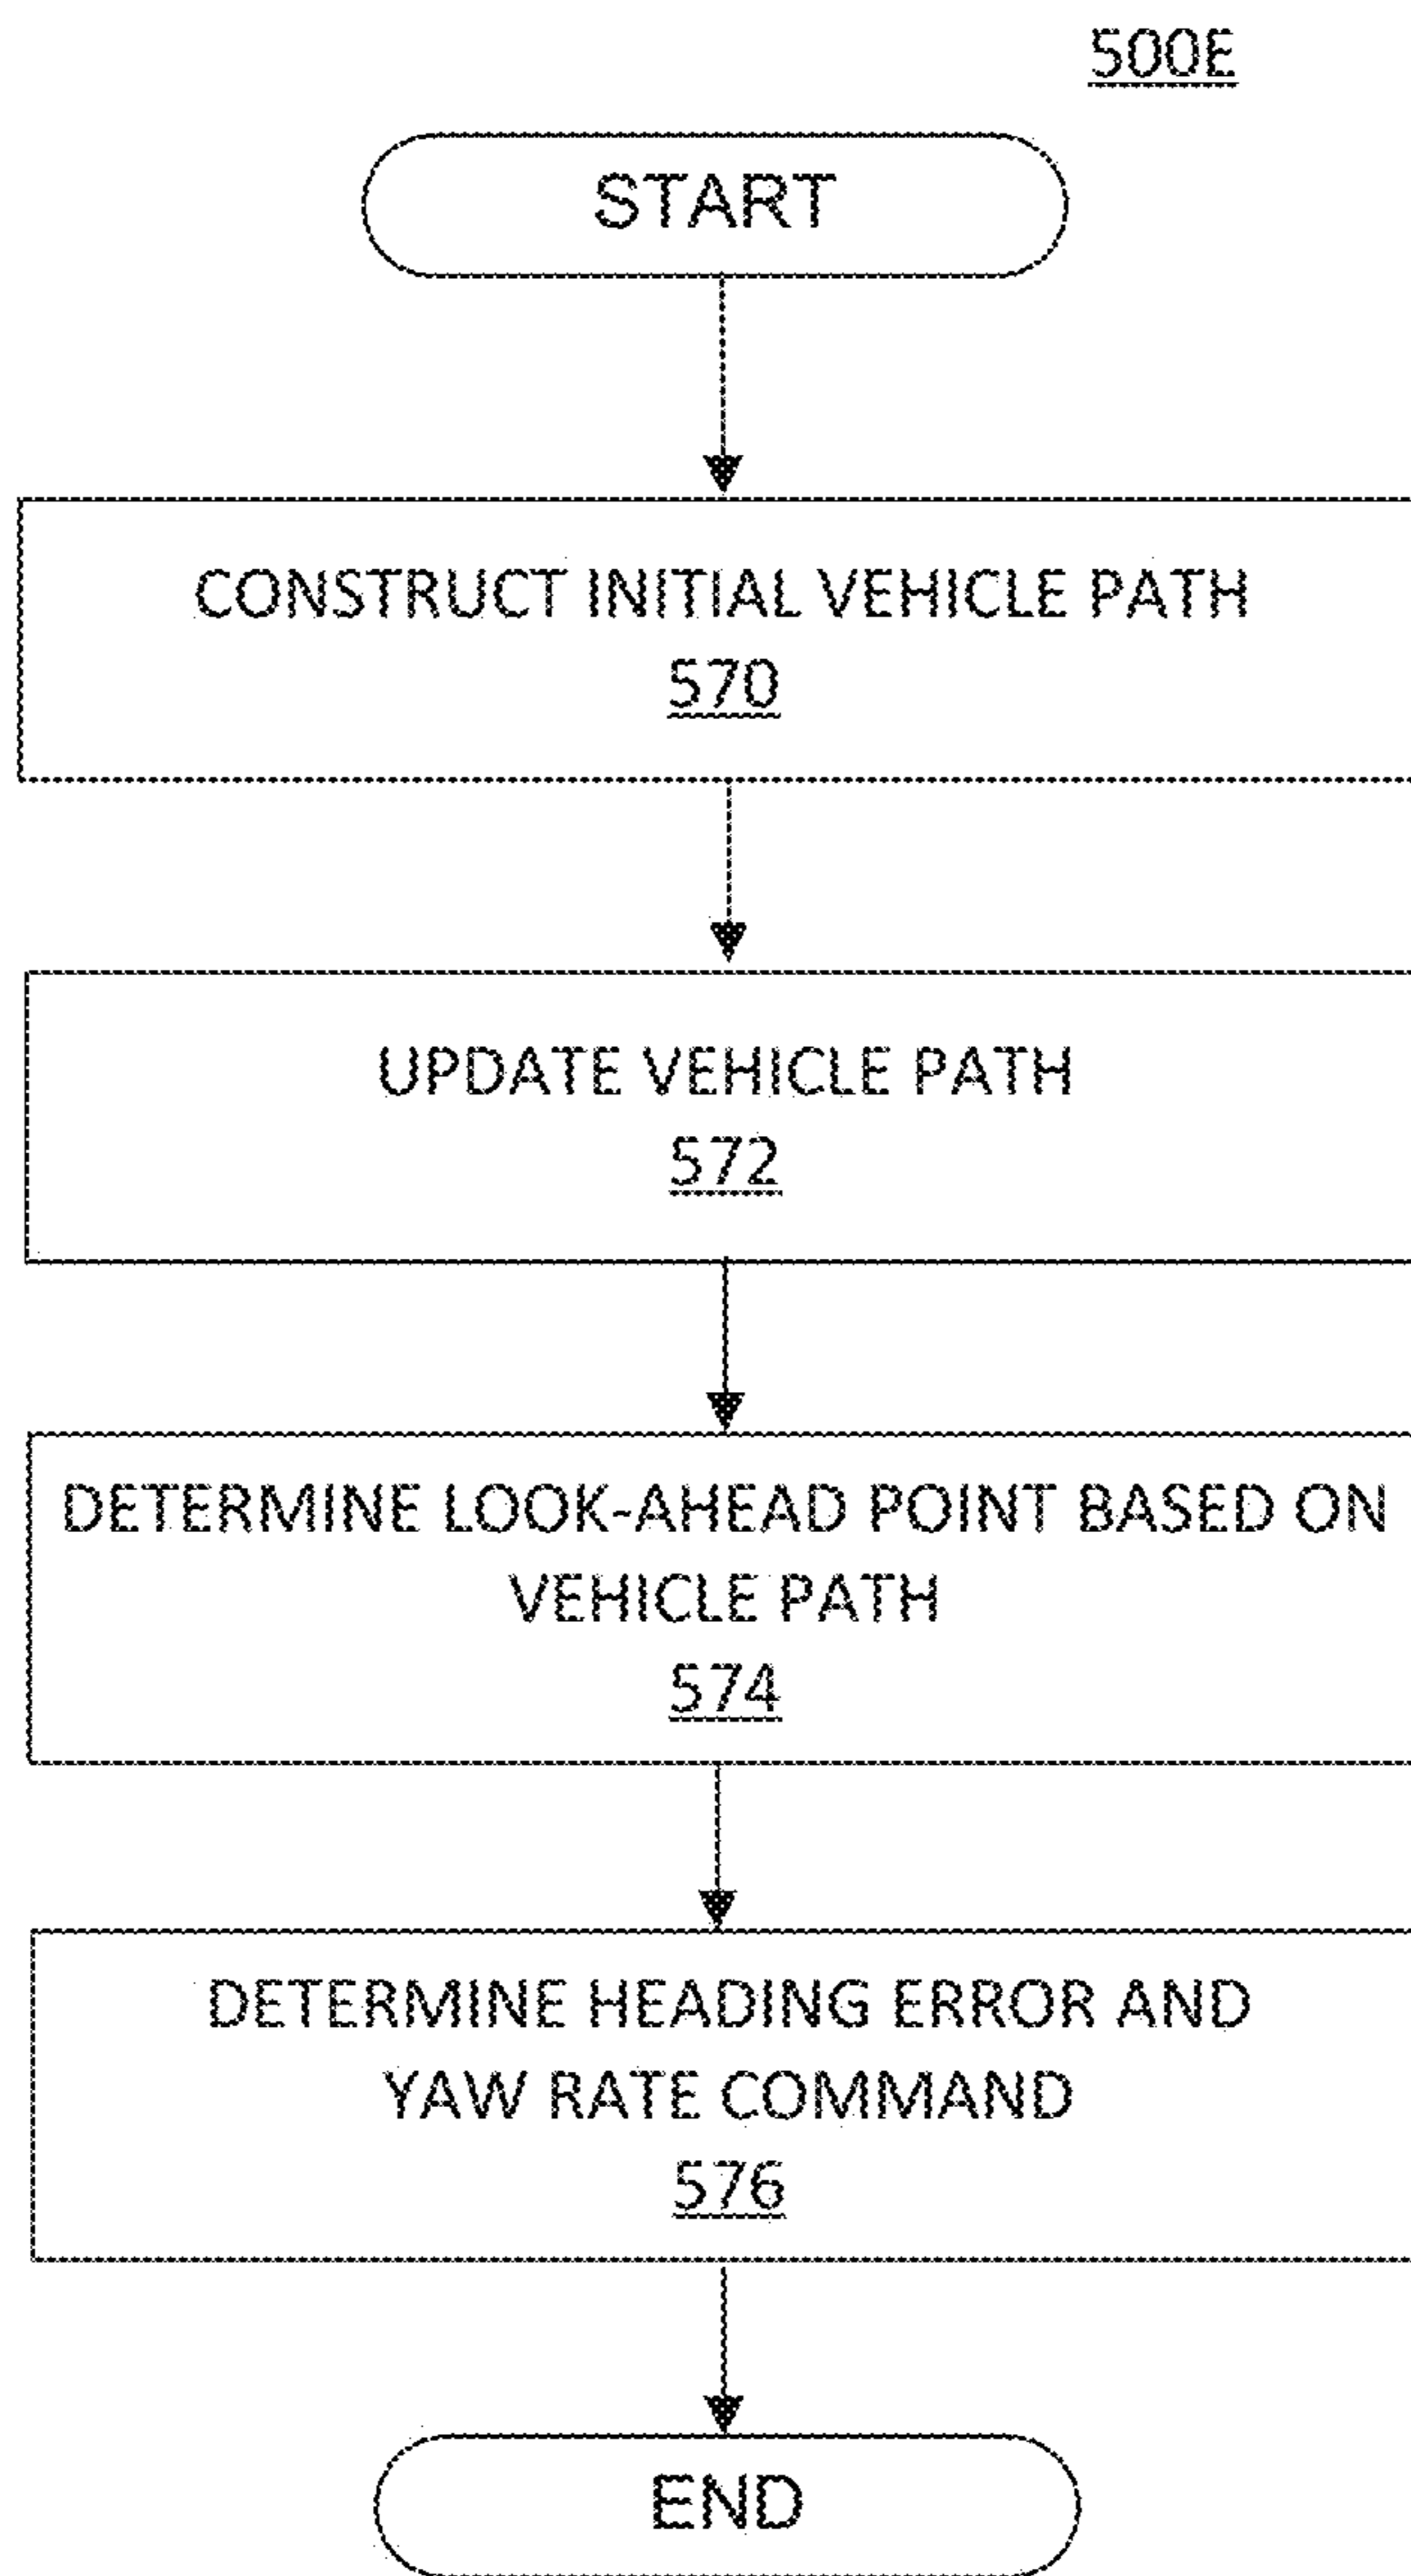 500E
START
CONSTRUCT INITIAL VEHICLE PATH
570
UPDATE VEHICLE PATH
572
DETERMINE LOOK-AHEAD POINT BASED ON
VEHICLE PATH
574
DETERMINE HEADING ERROR AND
YAW RATE COMMAND
576
END